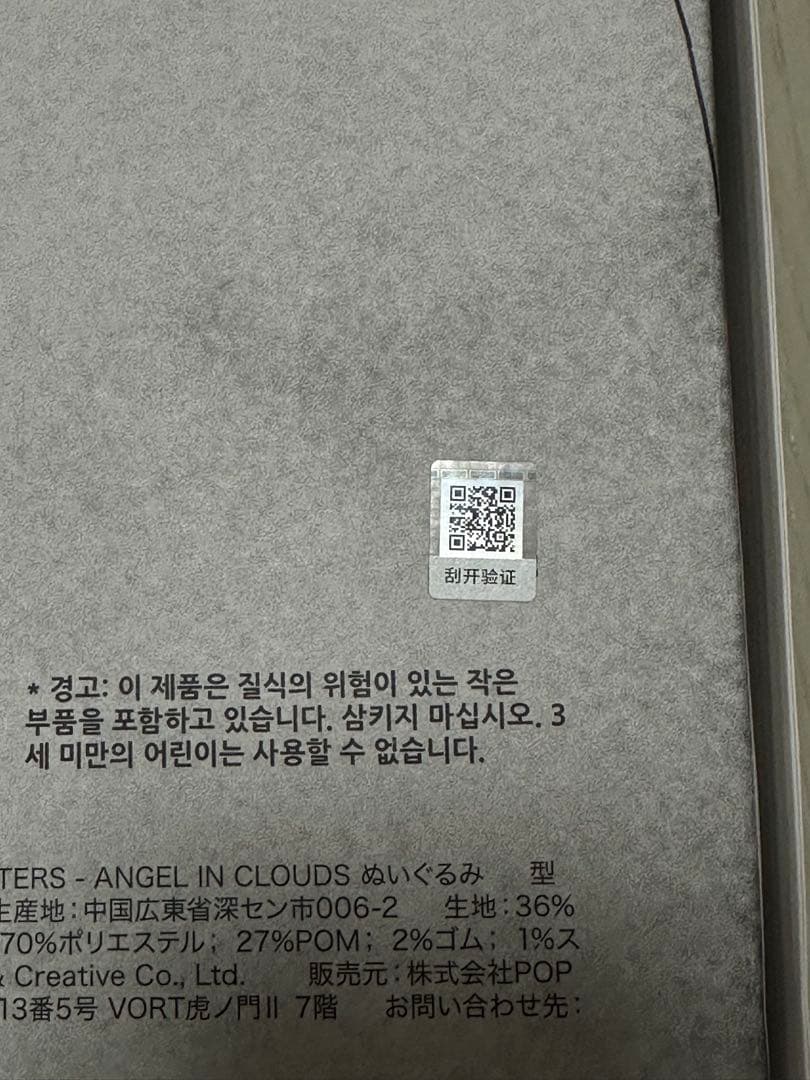 刮开验证
* 경고: 이 제품은 질식의 위험이 있는 작은
부품을 포함하고 있습니다. 삼키지 마십시오. 3
세 미만의 어린이는 사용할 수 없습니다.
TERS - ANGEL IN CLOUDS ぬいぐるみ 型
生産地:中国広東省深セン市006-2 生地:36%
70%ポリエステル; 27%POM; 2%ゴム; 1%ス
& Creative Co., Ltd. 販売元:株式会社POP
13番5号 VORT虎ノ門II 7階 お問い合わせ先: